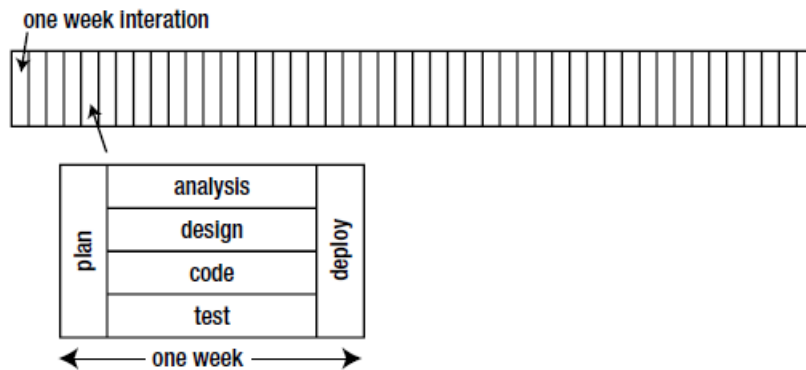 one week interation
plan
analysis
design
code
test
deploy
one week